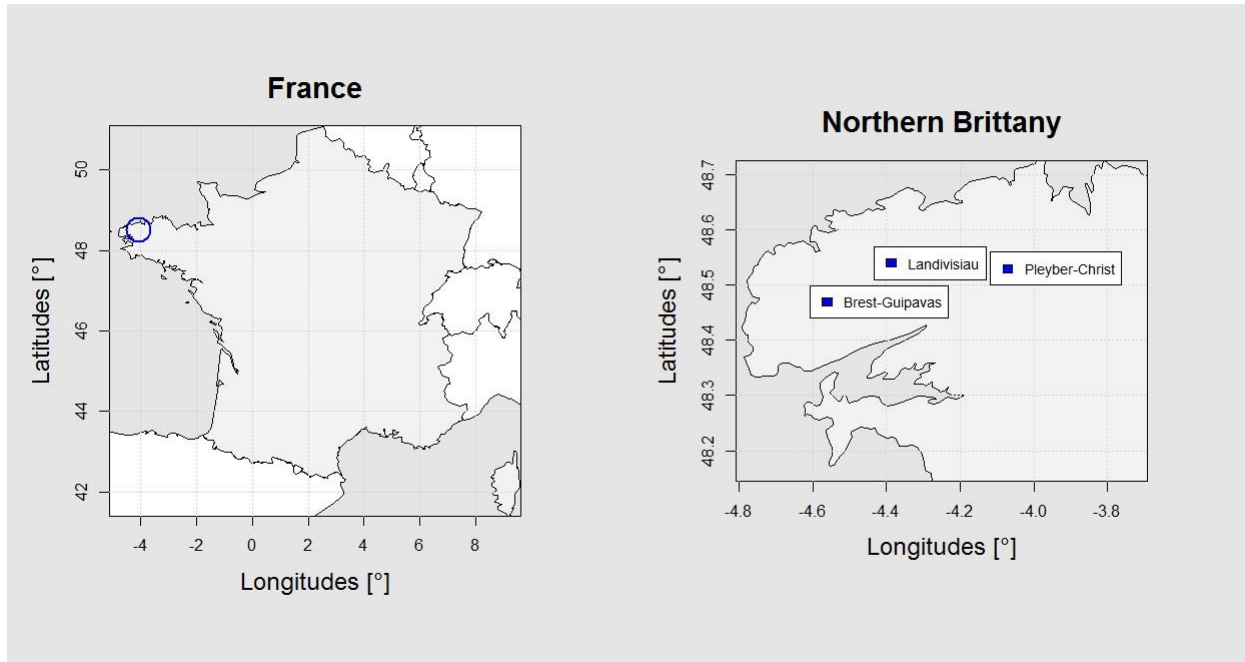 France
50
48
46
44
42
Latitudes [°]
-4 -2 0 2 4 6 8
Longitudes [°]
Northern Brittany
48.7
48.6
48.5
48.4
48.3
48.2
Latitudes [°]
Landivisiau
Pleyber-Christ
Brest-Guipavas
-4.8 -4.6 -4.4 -4.2 -4.0 -3.8
Longitudes [°]